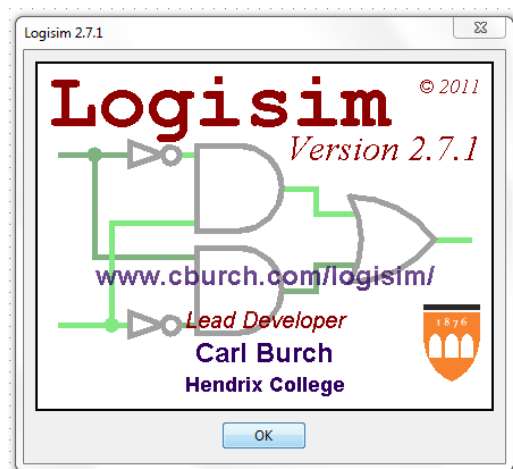 Logisim 2.7.1
Logisim
© 2011
Version 2.7.1
www.cburch.com/logisim/
Lead Developer
Carl Burch
1876
Hendrix College
OK